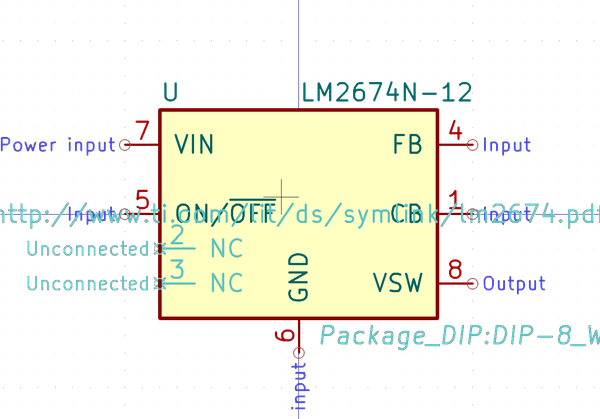 U LM2674N-12
Power input 7 VIN FB 4 Input
Input 5 ON/OFF CB 1 Input
http://www.ti.com/lit/ds/symlink/lm2674.pdf
Unconnected 2 NC
Unconnected 3 NC VSW 8 Output
GND
6
Package_DIP:DIP-8_W
input